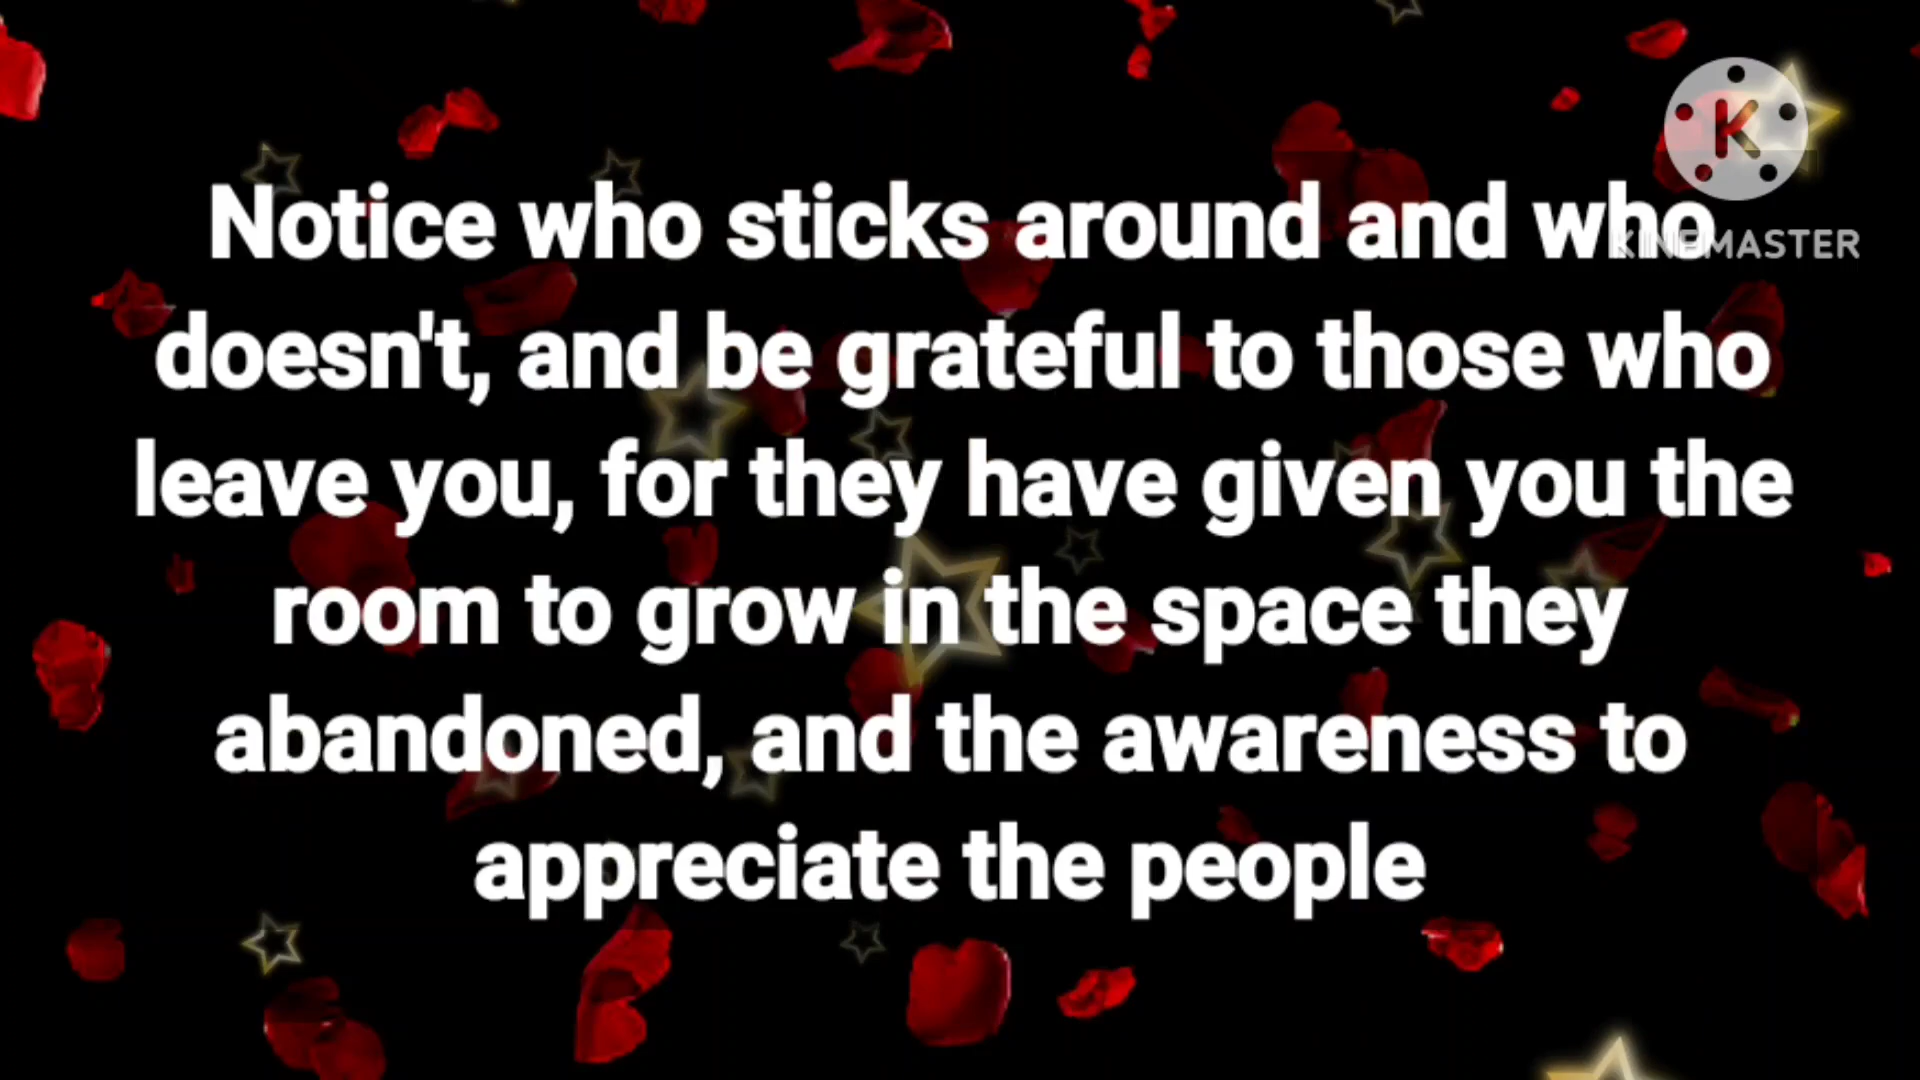 Notice who sticks around and who
doesn't, and be grateful to those who
leave you, for they have given you the
room to grow in the space they
abandoned, and the awareness to
appreciate the people
K
KINEMASTER